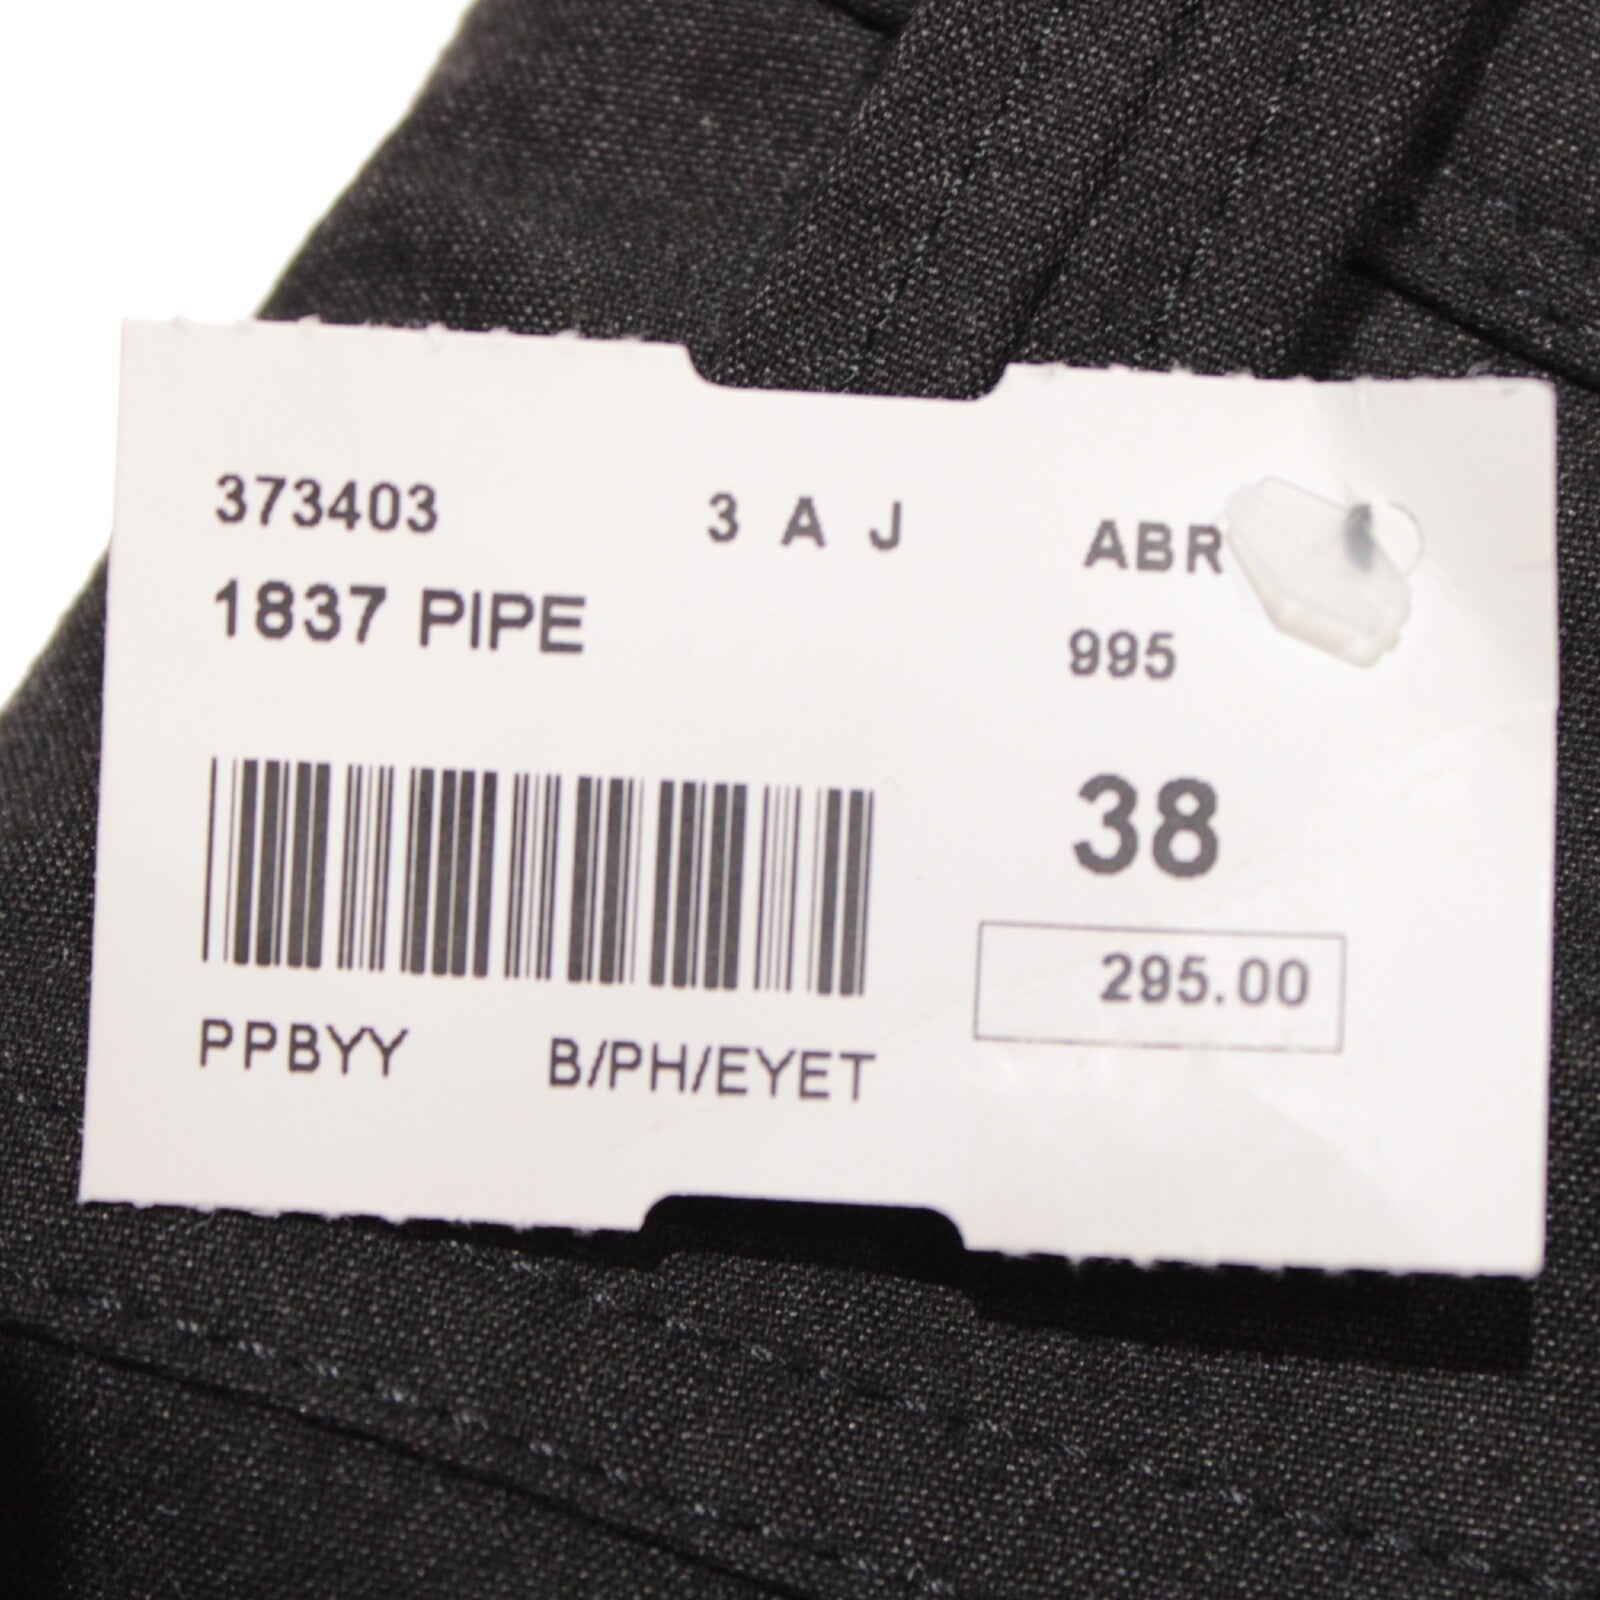 373403 3 A J ABR
1837 PIPE 995
38
295.00
PPBYY B/PH/EYET